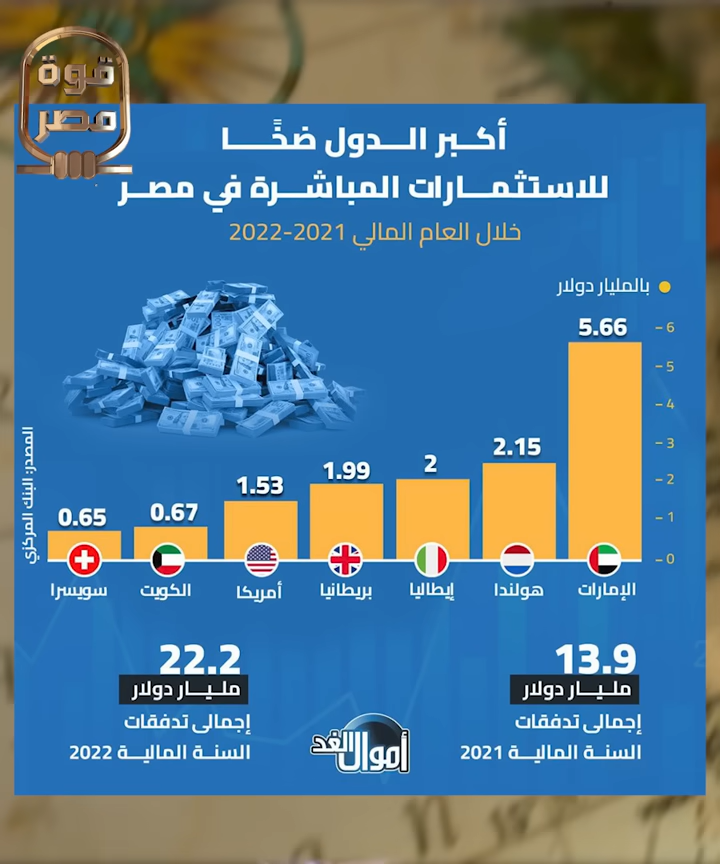 قوة
مصر
أكبر الدول ضخًا
للاستثمارات المباشرة في مصر
خلال العام المالي 2021-2022
بالمليار دولار
6
5
4
3
2
1
0
5.66
2.15
2
1.99
1.53
0.67
0.65
الإمارات
هولندا
إيطاليا
بريطانيا
أمريكا
الكويت
سويسرا
المصدر: البنك المركزي
13.9
مليار دولار
إجمالى تدفقات
السنة المالية 2021
22.2
مليار دولار
إجمالى تدفقات
السنة المالية 2022
أموال الغد